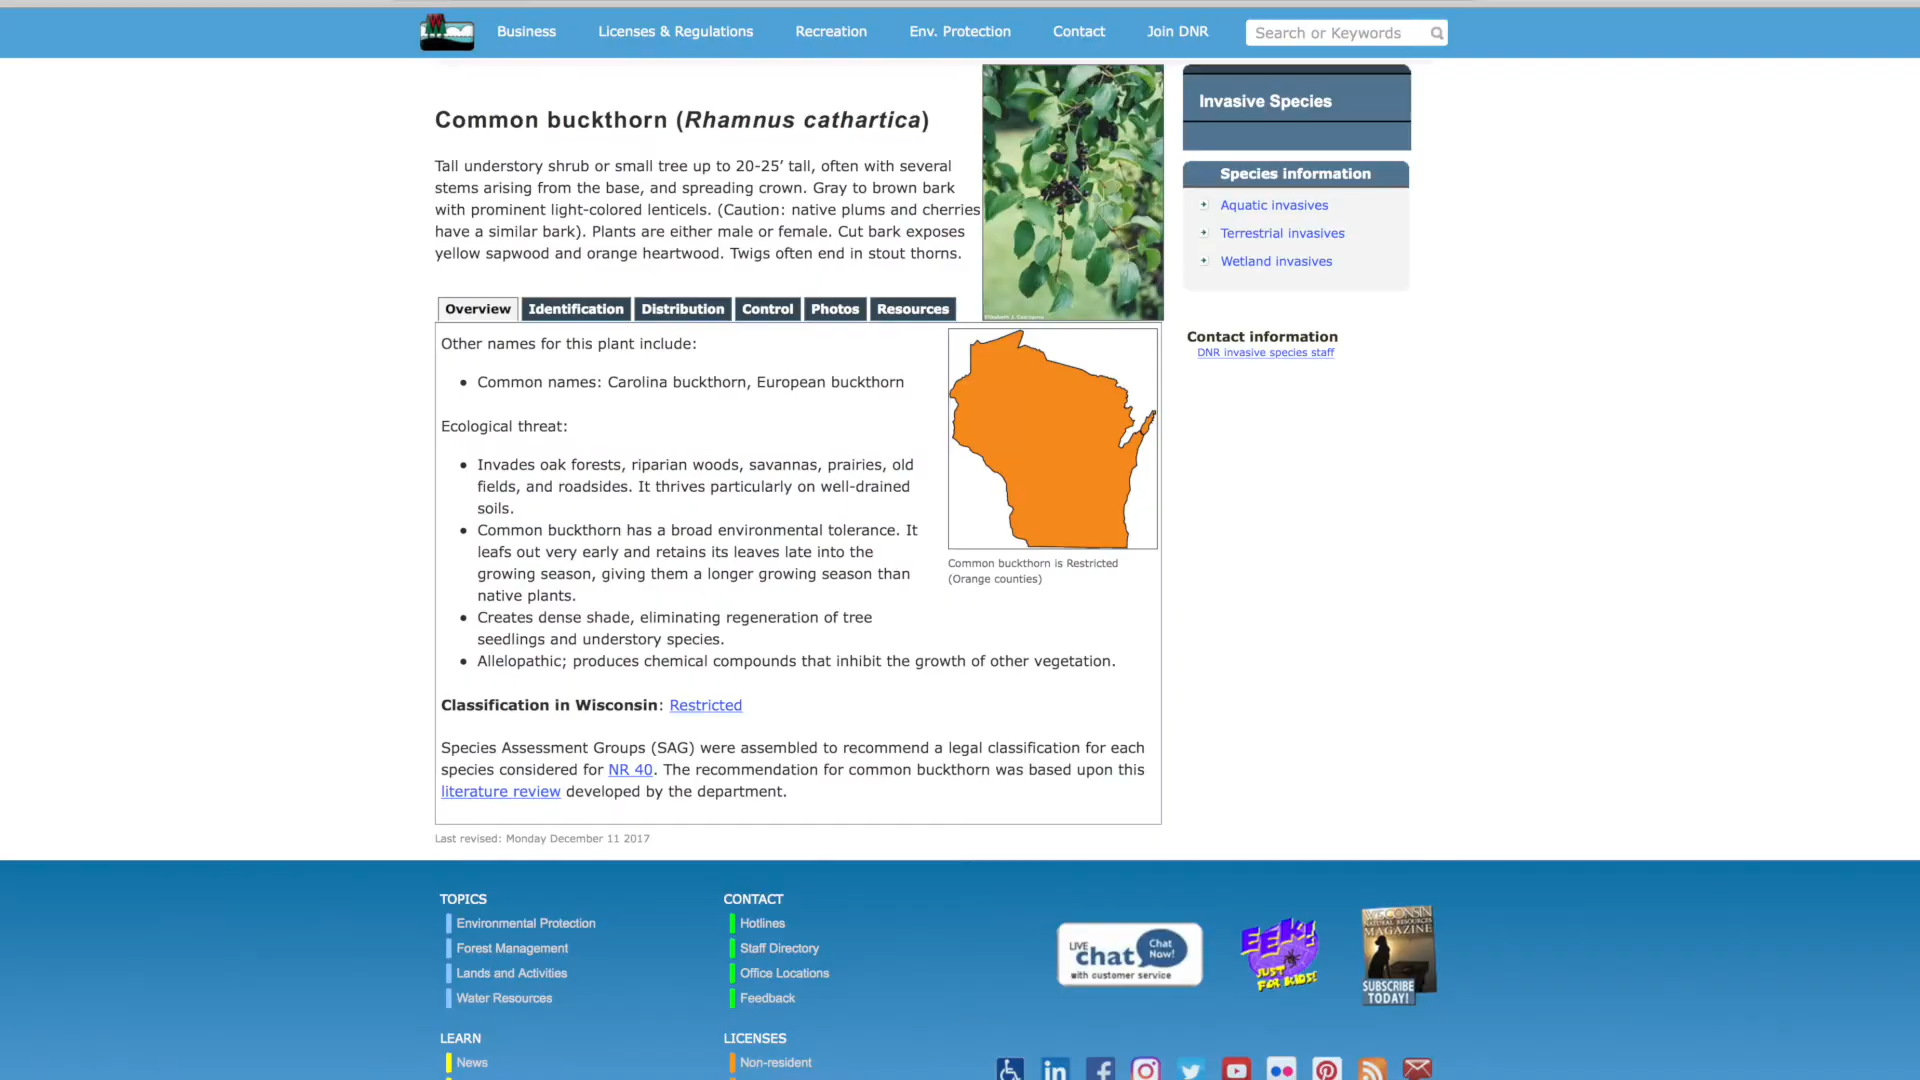 Business Licenses & Regulations Recreation Env. Protection Contact Join DNR Search or Keywords
Common buckthorn (Rhamnus cathartica)
Tall understory shrub or small tree up to 20-25’ tall, often with several
stems arising from the base, and spreading crown. Gray to brown bark
with prominent light-colored lenticels. (Caution: native plums and cherries
have a similar bark). Plants are either male or female. Cut bark exposes
yellow sapwood and orange heartwood. Twigs often end in stout thorns.
Invasive Species
Species information
Aquatic invasives
Terrestrial invasives
Wetland invasives
Contact information
DNR invasive species staff
Overview Identification Distribution Control Photos Resources
Other names for this plant include:
Common names: Carolina buckthorn, European buckthorn
Ecological threat:
Invades oak forests, riparian woods, savannas, prairies, old
fields, and roadsides. It thrives particularly on well-drained
soils.
Common buckthorn has a broad environmental tolerance. It
leafs out very early and retains its leaves late into the
growing season, giving them a longer growing season than
native plants.
Creates dense shade, eliminating regeneration of tree
seedlings and understory species.
Allelopathic; produces chemical compounds that inhibit the growth of other vegetation.
Common buckthorn is Restricted
(Orange counties)
Classification in Wisconsin: Restricted
Species Assessment Groups (SAG) were assembled to recommend a legal classification for each
species considered for NR 40. The recommendation for common buckthorn was based upon this
literature review developed by the department.
Last revised: Monday December 11 2017
TOPICS
Environmental Protection
Forest Management
Lands and Activities
Water Resources
CONTACT
Hotlines
Staff Directory
Office Locations
Feedback
LIVE
chat
Chat
Now!
with customer service
EEK!
JUST
FOR KIDS!
WISCONSIN
NATURAL RESOURCES
MAGAZINE
SUBSCRIBE
TODAY!
LEARN
News
LICENSES
Non-resident